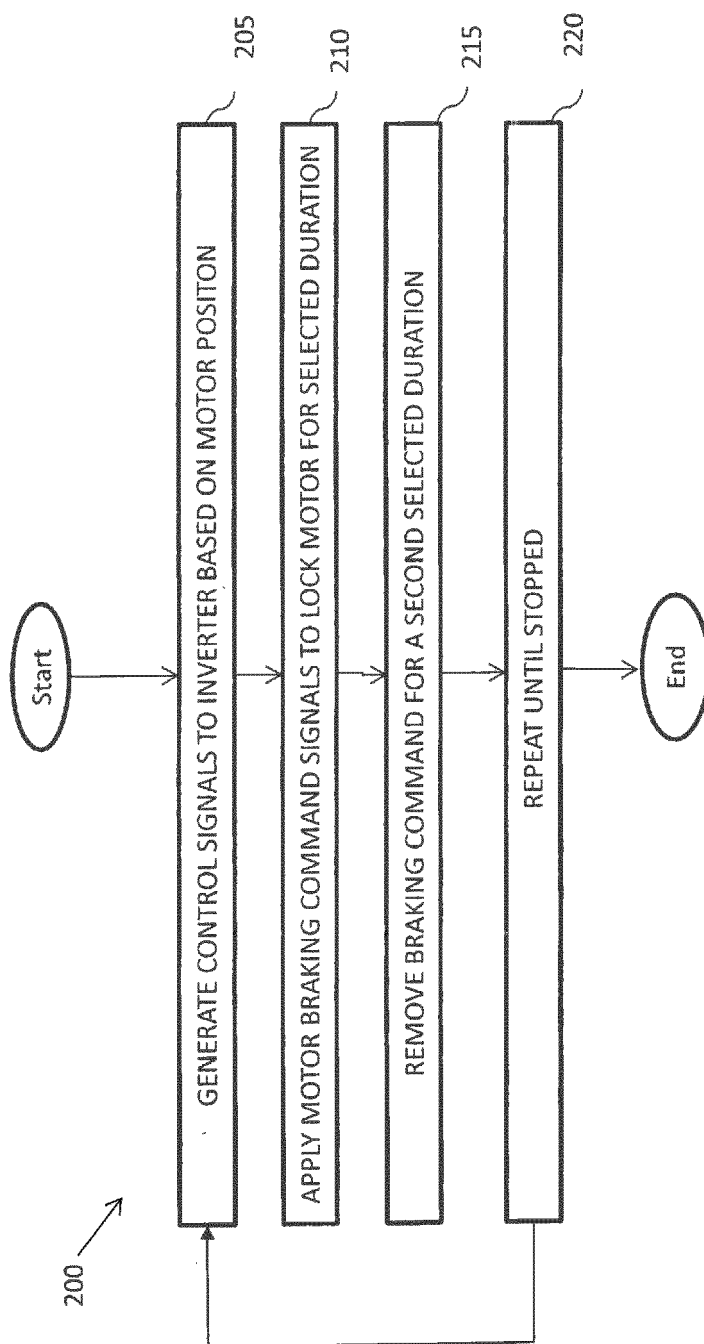 200
Start
GENERATE CONTROL SIGNALS TO INVERTER BASED ON MOTOR POSITON
205
APPLY MOTOR BRAKING COMMAND SIGNALS TO LOCK MOTOR FOR SELECTED DURATION
210
REMOVE BRAKING COMMAND FOR A SECOND SELECTED DURATION
215
REPEAT UNTIL STOPPED
220
End